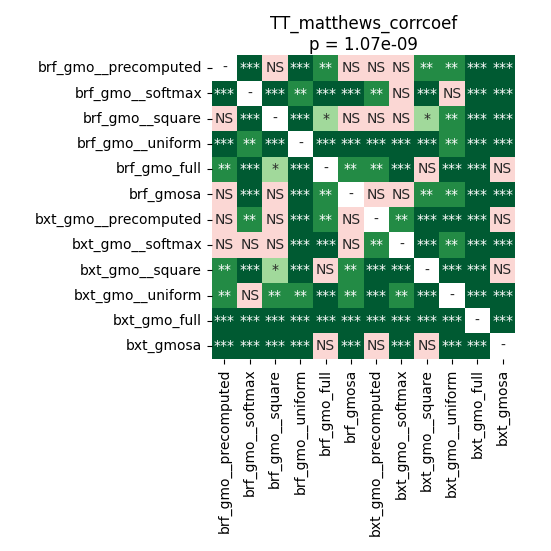 TT_matthews_corrcoef
p = 1.07e-09
brf_gmo__precomputed - *** NS *** ** NS NS NS ** ** *** ***
brf_gmo__softmax *** - *** ** *** *** ** NS *** NS *** ***
brf_gmo__square NS *** - *** * NS NS NS * ** *** ***
brf_gmo__uniform *** ** *** - *** *** *** *** *** ** *** ***
brf_gmo_full ** *** * *** - ** ** *** NS *** *** NS
brf_gmosa NS *** NS *** ** - NS NS ** ** *** ***
bxt_gmo__precomputed NS ** NS *** ** NS - ** *** *** *** NS
bxt_gmo__softmax NS NS NS *** *** NS ** - *** ** *** ***
bxt_gmo__square ** *** * *** NS ** *** *** - *** *** NS
bxt_gmo__uniform ** NS ** ** *** ** *** ** *** - *** ***
bxt_gmo_full *** *** *** *** *** *** *** *** *** *** - ***
bxt_gmosa *** *** *** *** NS *** NS *** NS *** *** -
brf_gmo__precomputed
brf_gmo__softmax
brf_gmo__square
brf_gmo__uniform
brf_gmo_full
brf_gmosa
bxt_gmo__precomputed
bxt_gmo__softmax
bxt_gmo__square
bxt_gmo__uniform
bxt_gmo_full
bxt_gmosa